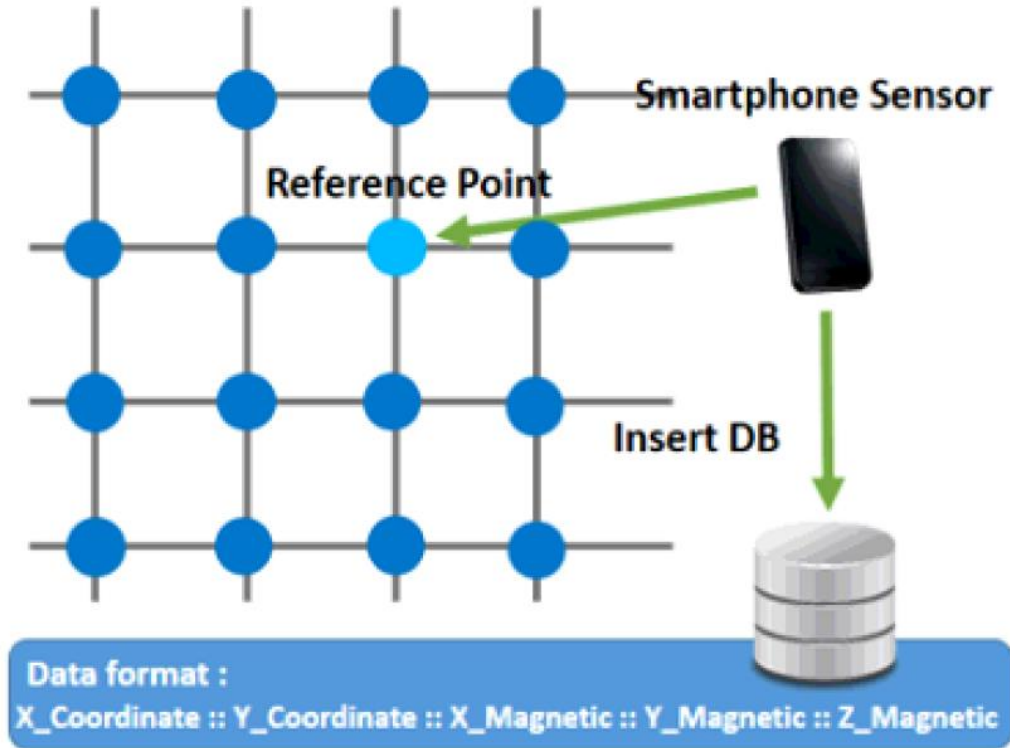 Smartphone Sensor
Reference Point
Insert DB
Data format :
X_Coordinate :: Y_Coordinate :: X_Magnetic :: Y_Magnetic :: Z_Magnetic